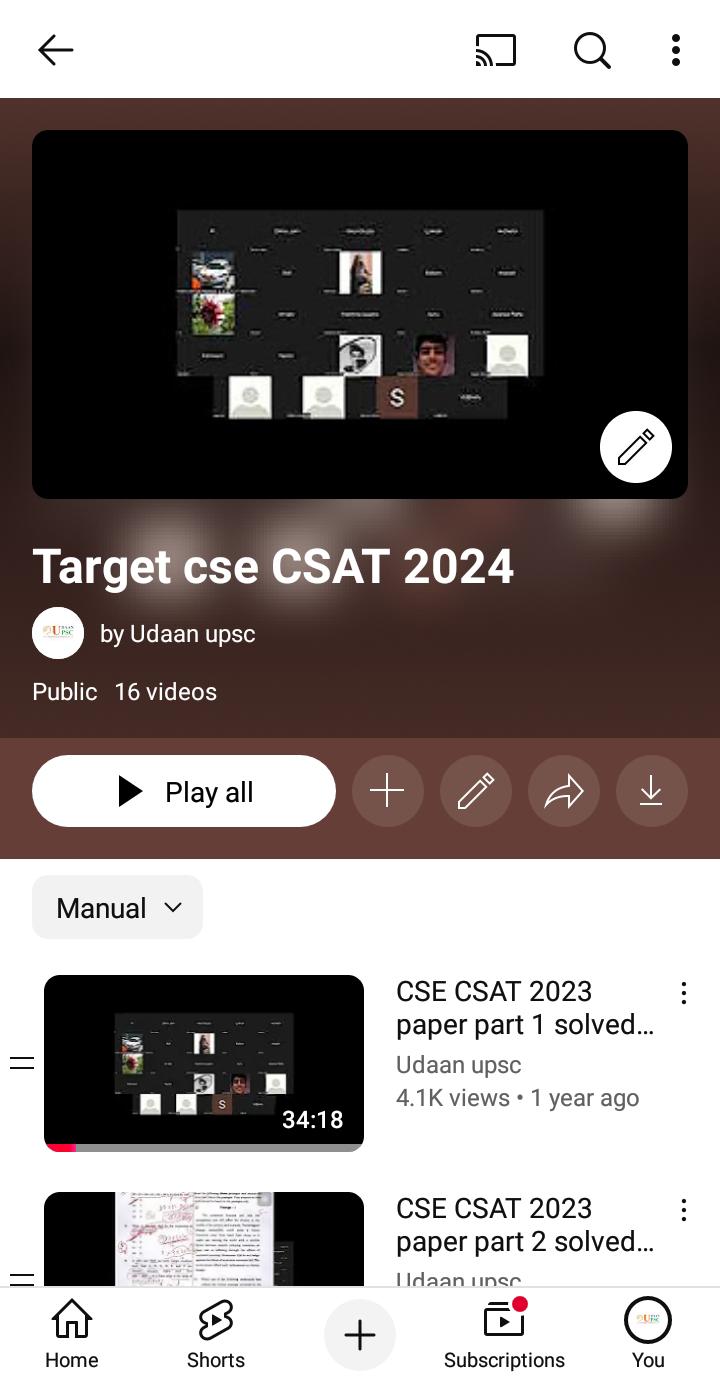 S
Target cse CSAT 2024
by Udaan upsc
Public 16 videos
Play all
Manual
S
34:18
CSE CSAT 2023
paper part 1 solved...
Udaan upsc
4.1K views • 1 year ago
CSE CSAT 2023
paper part 2 solved...
Udaan upsc
Home
Shorts
Subscriptions
You